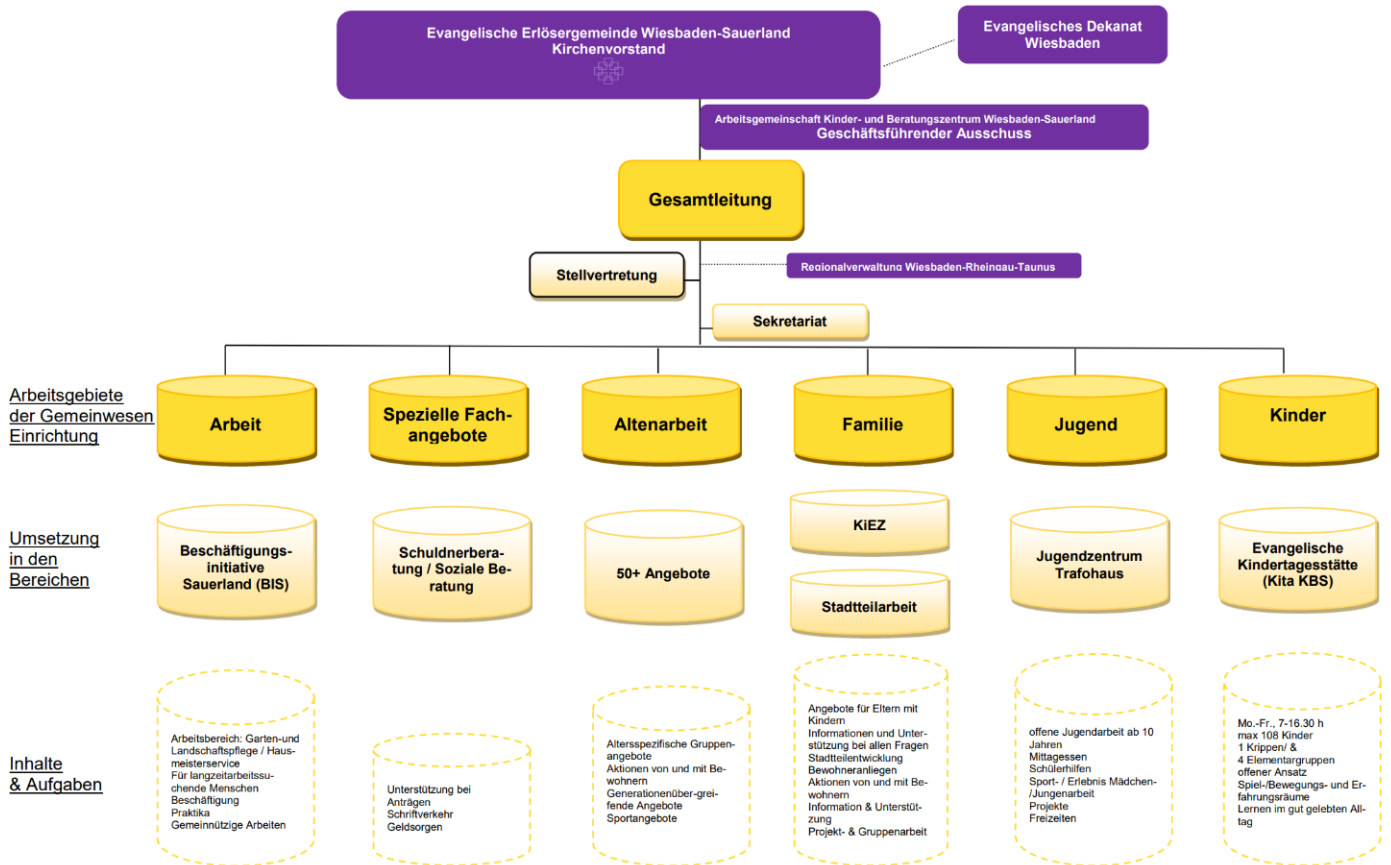 Evangelische Erlösergemeinde Wiesbaden-Sauerland
Kirchenvorstand
Evangelisches Dekanat
Wiesbaden
Arbeitsgemeinschaft Kinder- und Beratungszentrum Wiesbaden-Sauerland
Geschäftsführender Ausschuss
Gesamtleitung
Stellvertretung
Regionalverwaltung Wiesbaden-Rheingau-Taunus
Sekretariat
Arbeitsgebiete
der Gemeinwesen
Einrichtung
Arbeit
Spezielle Fach-
angebote
Altenarbeit
Familie
Jugend
Kinder
Umsetzung
in den
Bereichen
Beschäftigungs-
initiative
Sauerland (BIS)
Schuldnerbera-
tung / Soziale Be-
ratung
50+ Angebote
KiEZ
Stadtteilarbeit
Jugendzentrum
Trafohaus
Evangelische
Kindertagesstätte
(Kita KBS)
Inhalte
& Aufgaben
Arbeitsbereich: Garten-und
Landschaftspflege / Haus-
meisterservice
Für langzeitarbeitssu-
chende Menschen
Beschäftigung
Praktika
Gemeinnützige Arbeiten
Unterstützung bei
Anträgen
Schriftverkehr
Geldsorgen
Altersspezifische Gruppen-
angebote
Aktionen von und mit Be-
wohnern
Generationenüber-grei-
fende Angebote
Sportangebote
Angebote für Eltern mit
Kindern
Informationen und Unter-
stützung bei allen Fragen
Stadtteilentwicklung
Bewohneranliegen
Aktionen von und mit Be-
wohnern
Information & Unterstüt-
zung
Projekt- & Gruppenarbeit
offene Jugendarbeit ab 10
Jahren
Mittagessen
Schülerhilfen
Sport- / Erlebnis Mädchen-
/Jungenarbeit
Projekte
Freizeiten
Mo.-Fr., 7-16.30 h
max 108 Kinder
1 Krippen/ &
4 Elementargruppen
offener Ansatz
Spiel-/Bewegungs- und Er-
fahrungsräume
Lernen im gut gelebten All-
tag